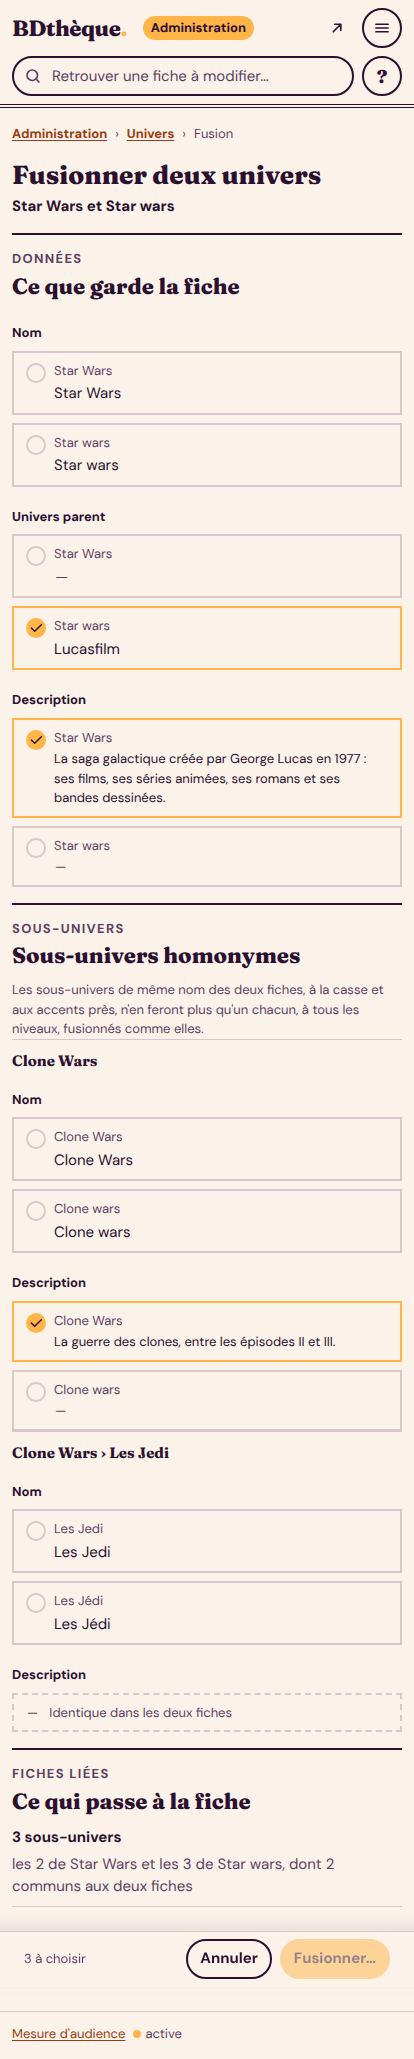 BDthèque. Administration
Retrouver une fiche à modifier... ?
Administration › Univers › Fusion
Fusionner deux univers
Star Wars et Star wars
DONNÉES
Ce que garde la fiche
Nom
Star Wars
Star Wars
Star wars
Star wars
Univers parent
Star Wars
—
Star wars
Lucasfilm
Description
Star Wars
La saga galactique créée par George Lucas en 1977 :
ses films, ses séries animées, ses romans et ses
bandes dessinées.
Star wars
—
SOUS-UNIVERS
Sous-univers homonymes
Les sous-univers de même nom des deux fiches, à la casse et
aux accents près, n'en feront plus qu'un chacun, à tous les
niveaux, fusionnés comme elles.
Clone Wars
Nom
Clone Wars
Clone Wars
Clone wars
Clone wars
Description
Clone Wars
La guerre des clones, entre les épisodes II et III.
Clone wars
—
Clone Wars › Les Jedi
Nom
Les Jedi
Les Jedi
Les Jédi
Les Jédi
Description
— Identique dans les deux fiches
FICHES LIÉES
Ce qui passe à la fiche
3 sous-univers
les 2 de Star Wars et les 3 de Star wars, dont 2
communs aux deux fiches
3 à choisir Annuler Fusionner...
Mesure d'audience active